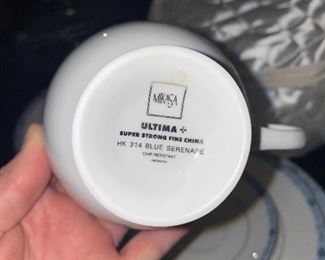 MIKASA
ULTIMA +
SUPER STRONG FINE CHINA
HK 314 BLUE SERENADE
CHIP RESISTANT